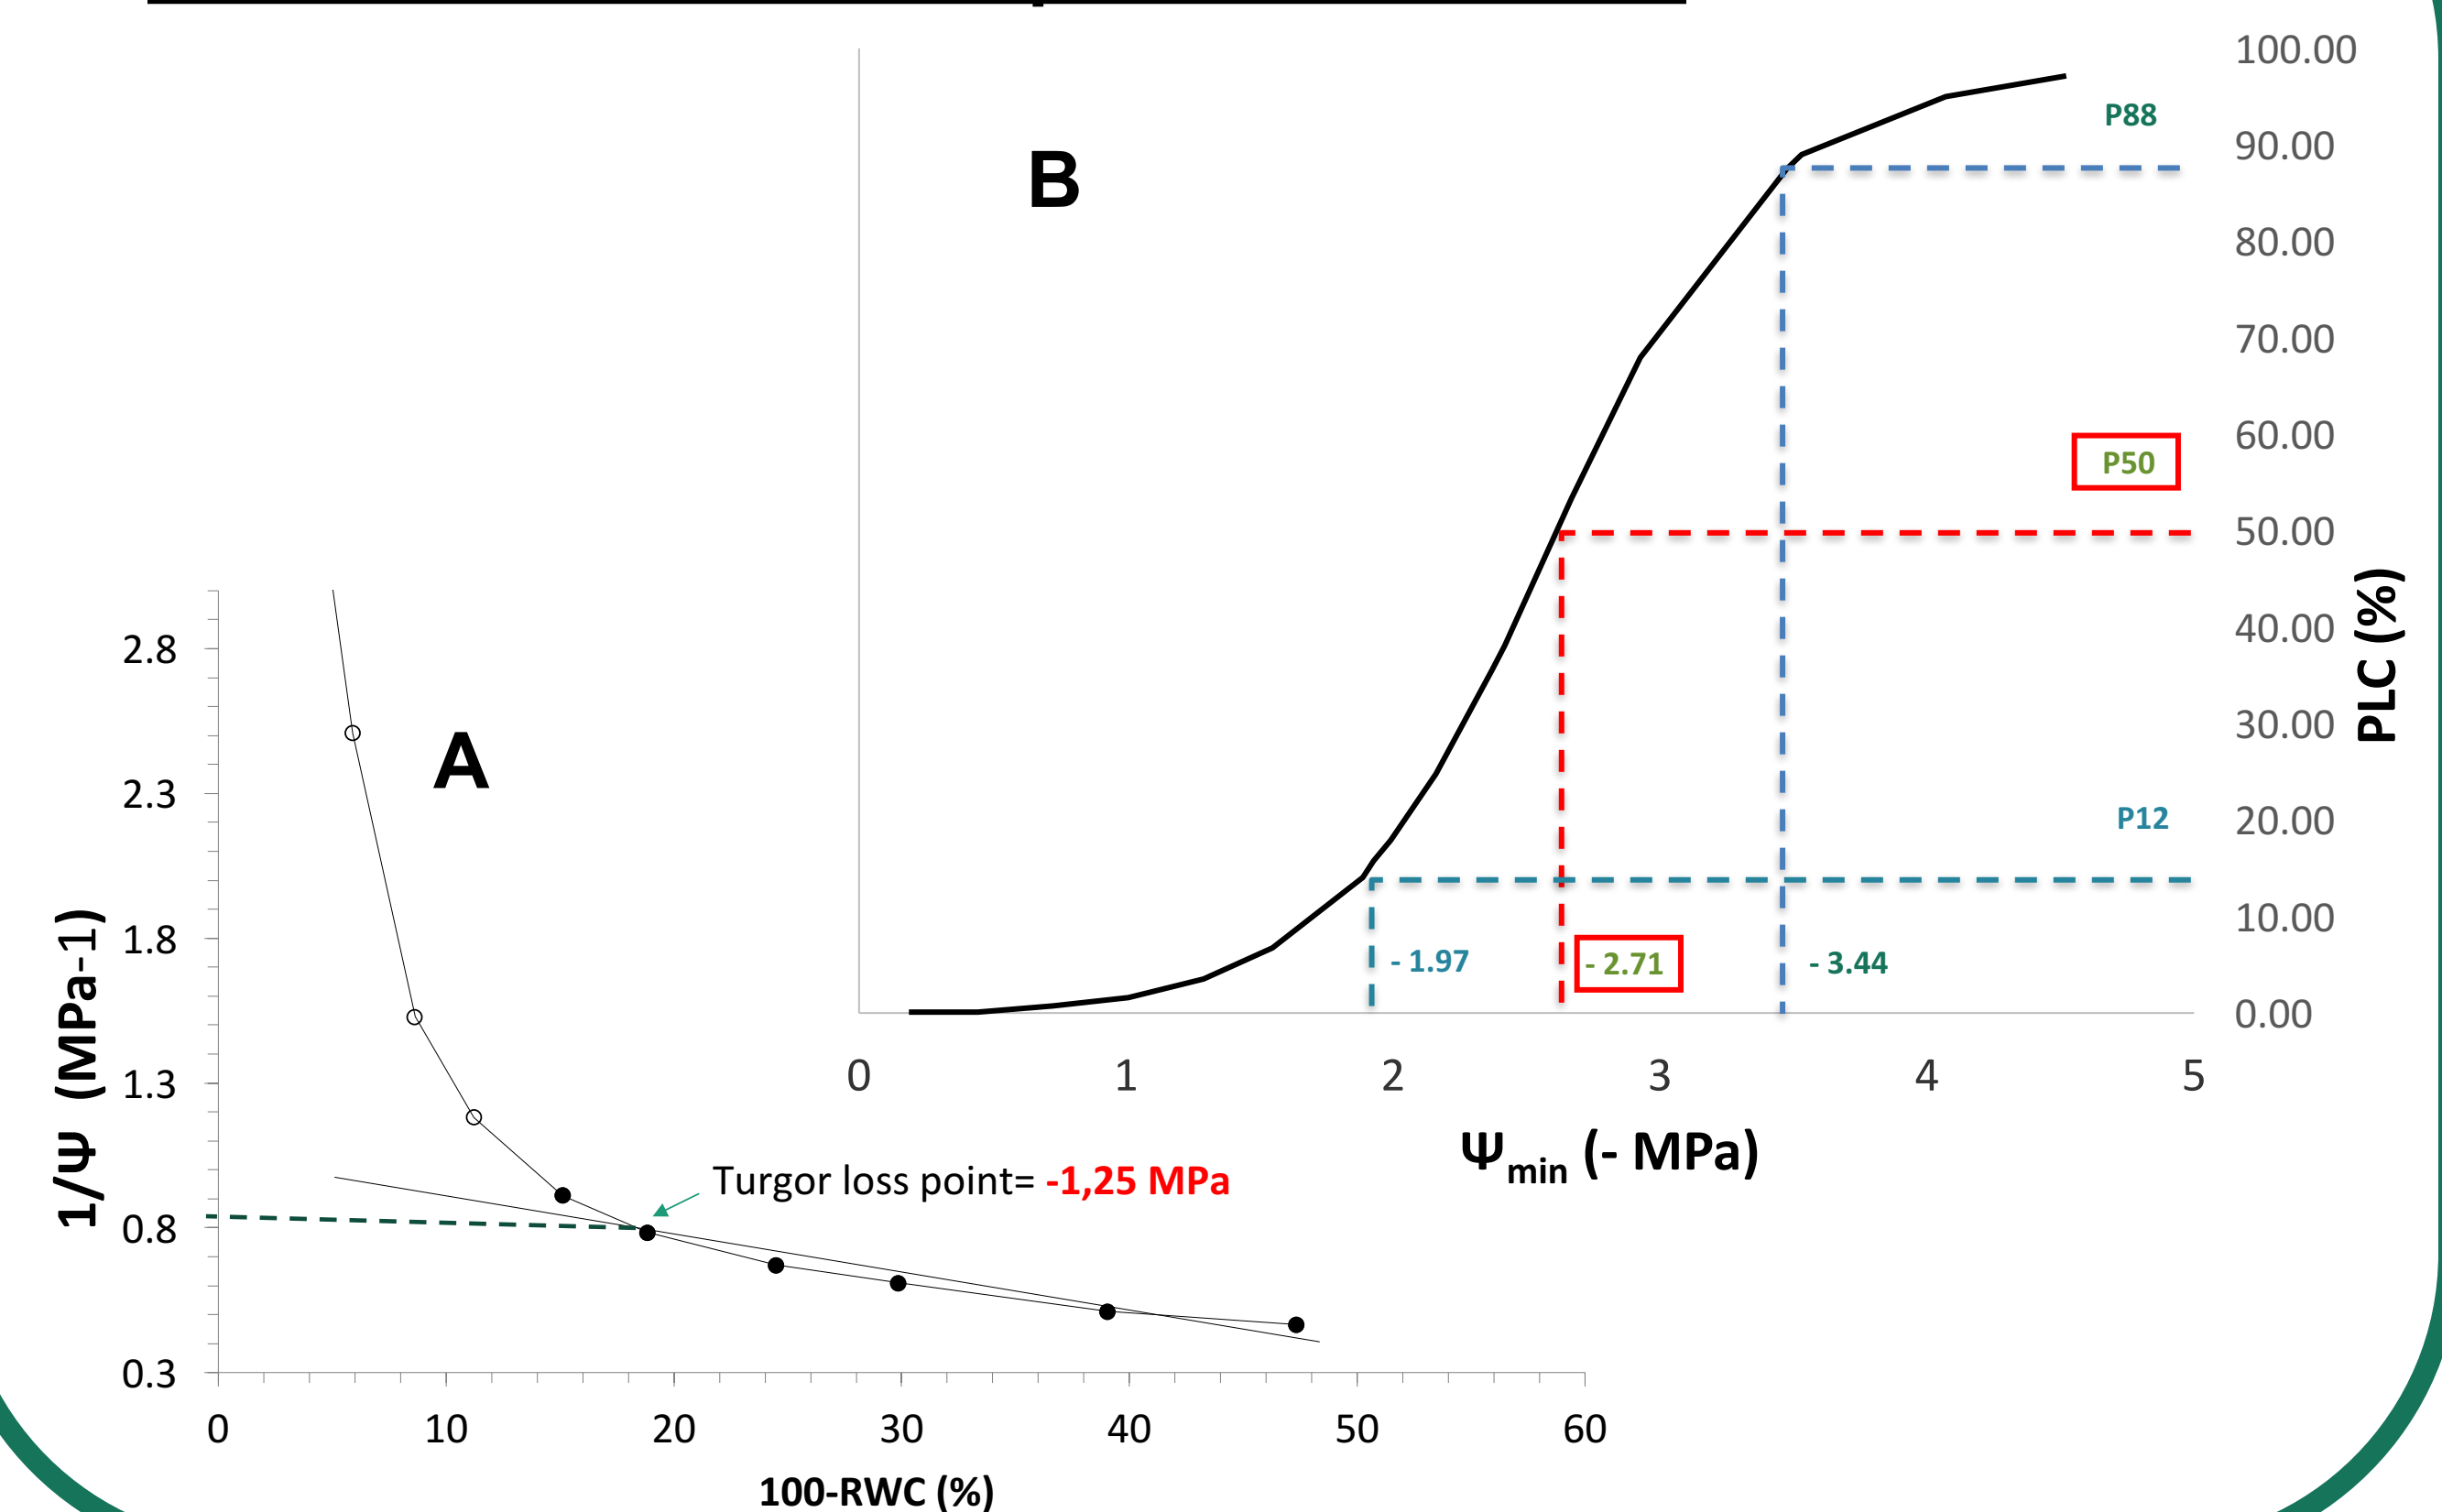 B
100.00
90.00
80.00
70.00
60.00
50.00
40.00
30.00
20.00
10.00
0.00
PLC (%)
P88
P50
P12
- 1.97
- 2.71
- 3.44
0 1 2 3 4 5
Ψmin (- MPa)
A
2.8
2.3
1.8
1.3
0.8
0.3
1/Ψ (MPa-1)
Turgor loss point= -1,25 MPa
0 10 20 30 40 50 60
100-RWC (%)